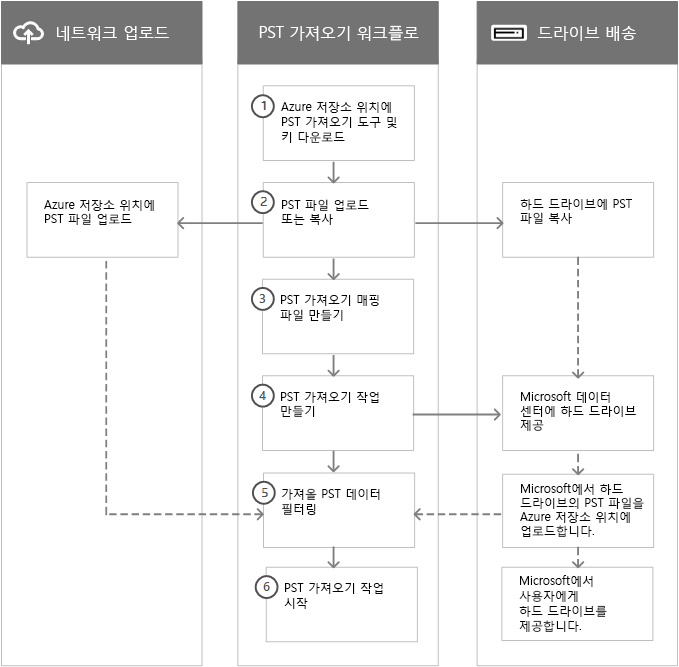 네트워크 업로드
PST 가져오기 워크플로
드라이브 배송
1
Azure 저장소 위치에
PST 가져오기 도구 및
키 다운로드
Azure 저장소 위치에
PST 파일 업로드
2
PST 파일 업로드
또는 복사
하드 드라이브에 PST
파일 복사
3
PST 가져오기 매핑
파일 만들기
4
PST 가져오기 작업
만들기
Microsoft 데이터
센터에 하드 드라이브
제공
5
가져올 PST 데이터
필터링
Microsoft에서 하드
드라이브의 PST 파일을
Azure 저장소 위치에
업로드합니다.
6
PST 가져오기 작업
시작
Microsoft에서
사용자에게
하드 드라이브를
제공합니다.